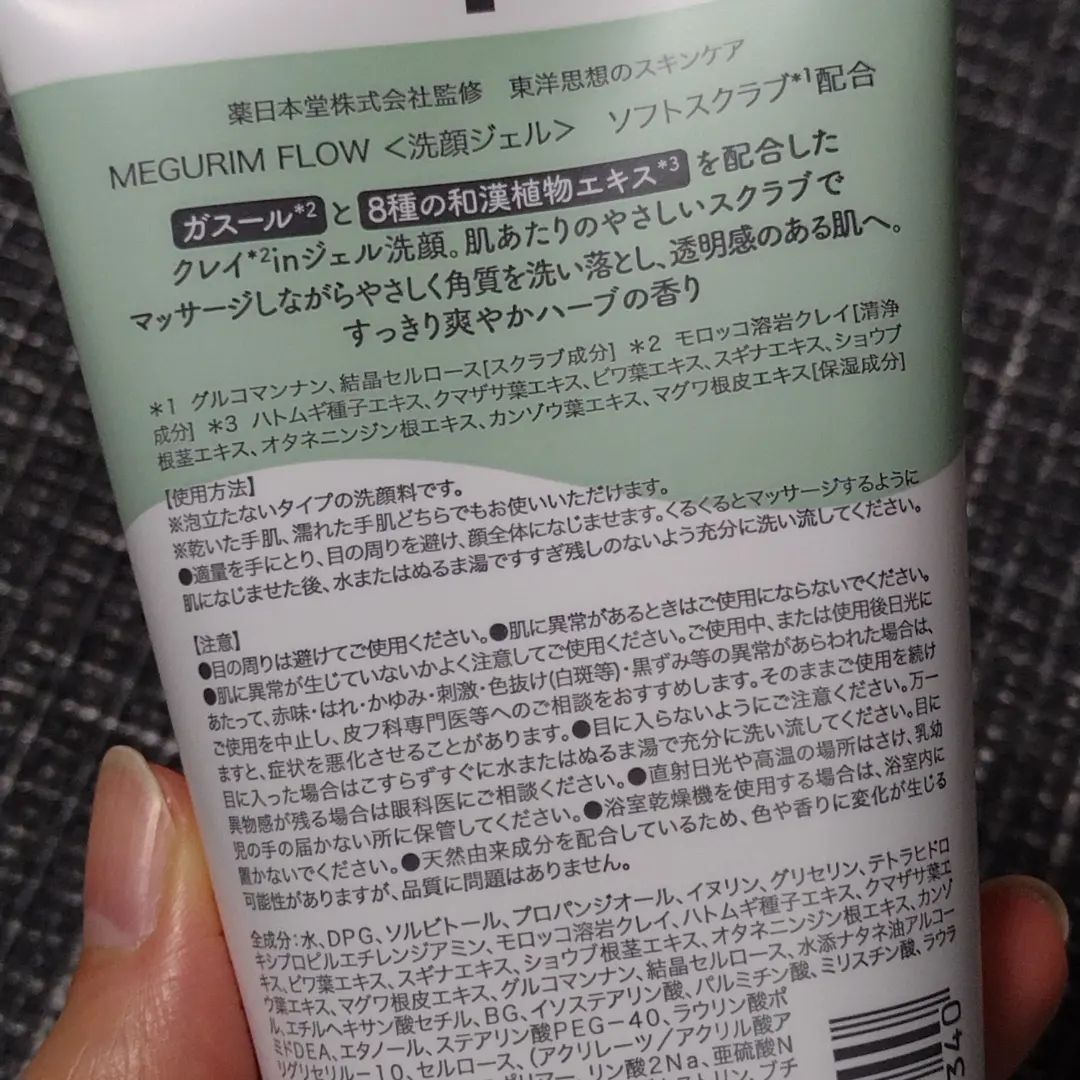 薬日本堂株式会社監修 東洋思想のスキンケア
MEGURIM FLOW <洗顔ジェル> ソフトスクラブ*1配合
ガスール*2と8種の和漢植物エキス*3を配合した
クレイ*2inジェル洗顔。肌あたりのやさしいスクラブで
マッサージしながらやさしく角質を洗い落とし、透明感のある肌へ。
すっきり爽やかハーブの香り
*1 グルコマンナン、結晶セルロース[スクラブ成分] *2 モロッコ溶岩クレイ[清浄
成分] *3 ハトムギ種子エキス、クマザサ葉エキス、ビワ葉エキス、スギナエキス、ショウブ
根茎エキス、オタネニンジン根エキス、カンゾウ葉エキス、マグワ根皮エキス[保湿成分]
【使用方法】
※泡立たないタイプの洗顔料です。
※乾いた手肌、濡れた手肌どちらでもお使いいただけます。
●適量を手にとり、目の周りを避け、顔全体になじませます。くるくるとマッサージするように
肌になじませた後、水またはぬるま湯ですすぎ残しのないよう充分に洗い流してください。
【注意】
●目の周りは避けてご使用ください。●肌に異常があるときはご使用にならないでください。
●肌に異常が生じていないかよく注意してご使用ください。ご使用中、または使用後日光に
あたって、赤味・はれ・かゆみ・刺激・色抜け(白斑等)・黒ずみ等の異常があらわれた場合は、
ご使用を中止し、皮フ科専門医等へのご相談をおすすめします。そのままご使用を続け
ますと、症状を悪化させることがあります。●目に入らないようにご注意ください。万一
目に入った場合はこすらずすぐに水またはぬるま湯で充分に洗い流してください。目に
異物感が残る場合は眼科医にご相談ください。●直射日光や高温の場所はさけ、乳幼
児の手の届かない所に保管してください。●浴室乾燥機を使用する場合は、浴室内に
置かないでください。●天然由来成分を配合しているため、色や香りに変化が生じる
可能性がありますが、品質に問題はありません。
全成分:水、DPG、ソルビトール、プロパンジオール、イヌリン、グリセリン、テトラヒドロ
キシプロピルエチレンジアミン、モロッコ溶岩クレイ、ハトムギ種子エキス、クマザサ葉エ
キス、ビワ葉エキス、スギナエキス、ショウブ根茎エキス、オタネニンジン根エキス、カンゾ
ウ葉エキス、マグワ根皮エキス、グルコマンナン、結晶セルロース、水添ナタネ油アルコー
ル、エチルヘキサン酸セチル、BG、イソステアリン酸、パルミチン酸、ミリスチン酸、ラウラ
ミドDEA、エタノール、ステアリン酸PEG-40、ラウリン酸ポ
リグリセリル-10、セルロース、(アクリレーツ/アクリル酸ア
リマー、リン酸2Na、亜硫酸N
ストリン、ブチ